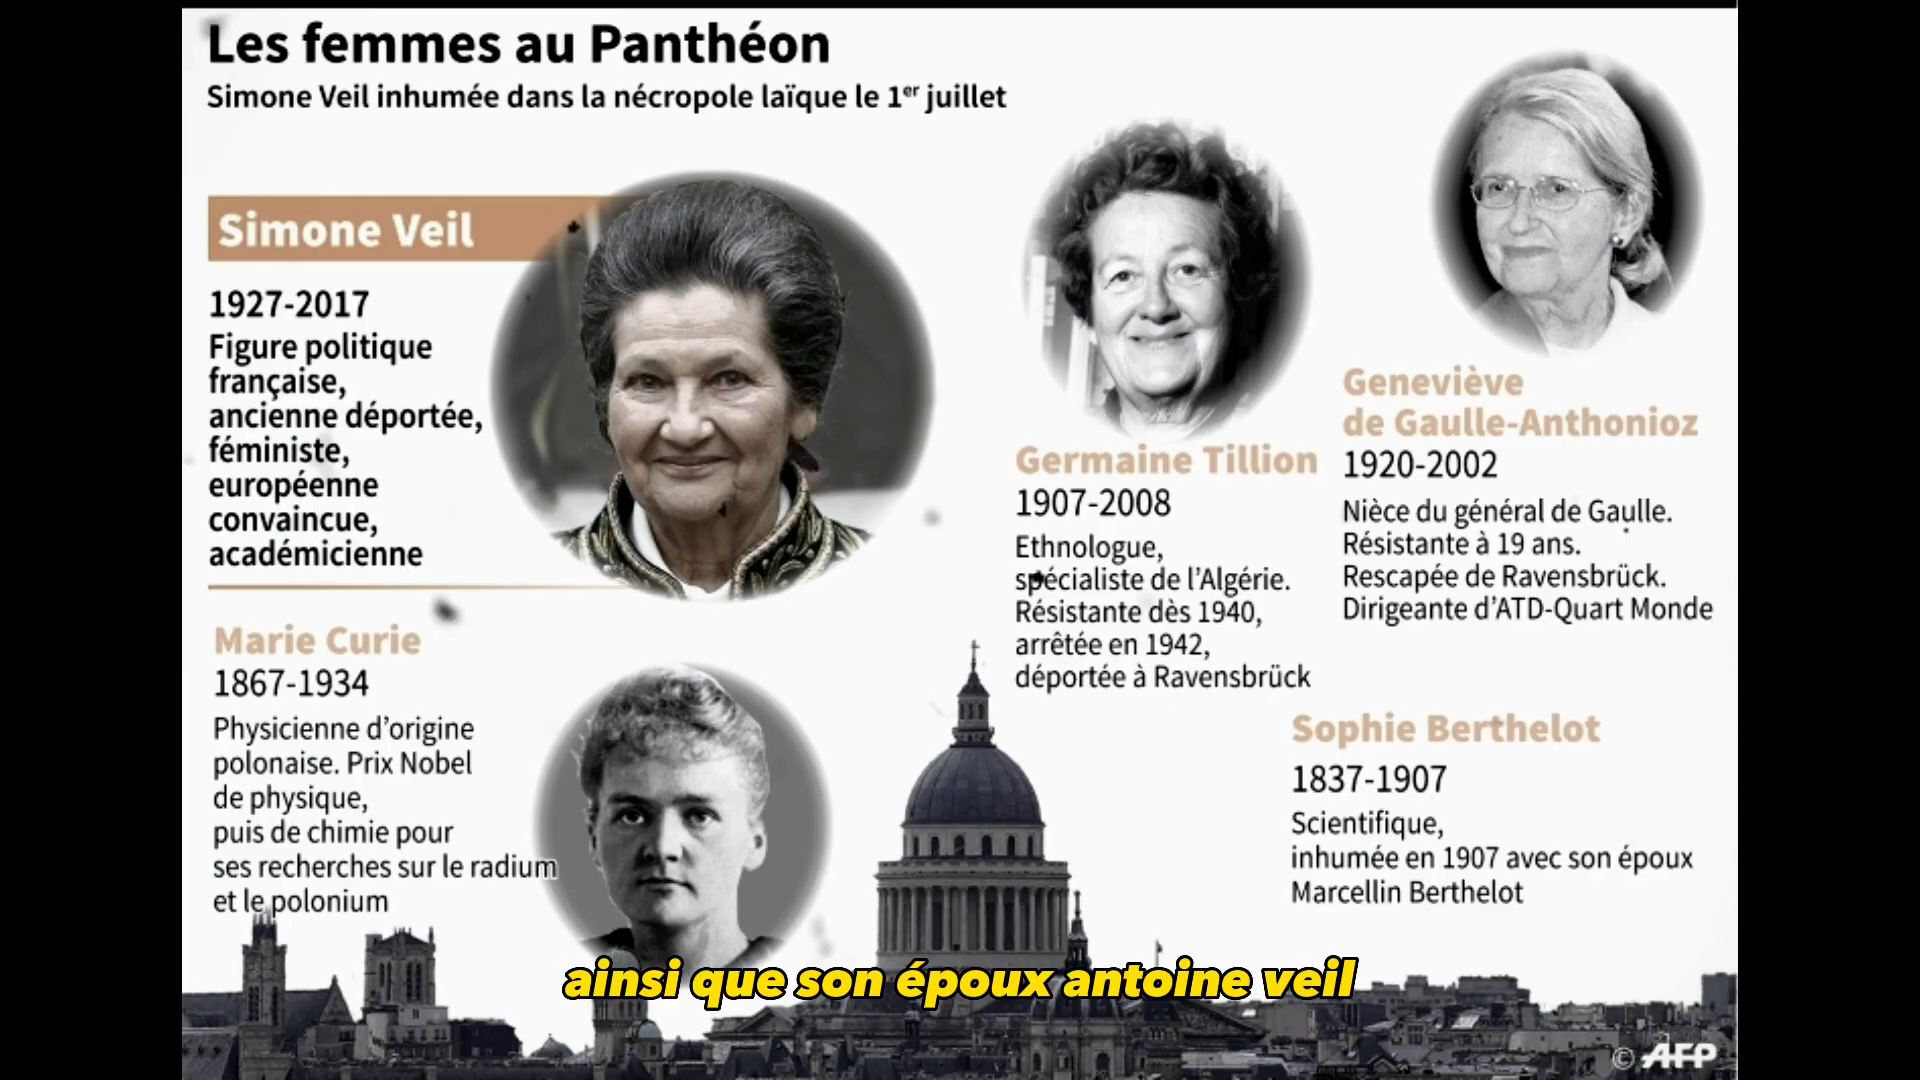 Les femmes au Panthéon
Simone Veil inhumée dans la nécropole laïque le 1er juillet
Simone Veil
1927-2017
Figure politique
française,
ancienne déportée,
féministe,
européenne
convaincue,
académicienne
Germaine Tillion
1907-2008
Ethnologue,
spécialiste de l'Algérie.
Résistante dès 1940,
arrêtée en 1942,
déportée à Ravensbrück
Geneviève
de Gaulle-Anthonioz
1920-2002
Nièce du général de Gaulle.
Résistante à 19 ans.
Rescapée de Ravensbrück.
Dirigeante d'ATD-Quart Monde
Marie Curie
1867-1934
Physicienne d'origine
polonaise. Prix Nobel
de physique,
puis de chimie pour
ses recherches sur le radium
et le polonium
Sophie Berthelot
1837-1907
Scientifique,
inhumée en 1907 avec son époux
Marcellin Berthelot
ainsi que son époux antoine veil
© AFP